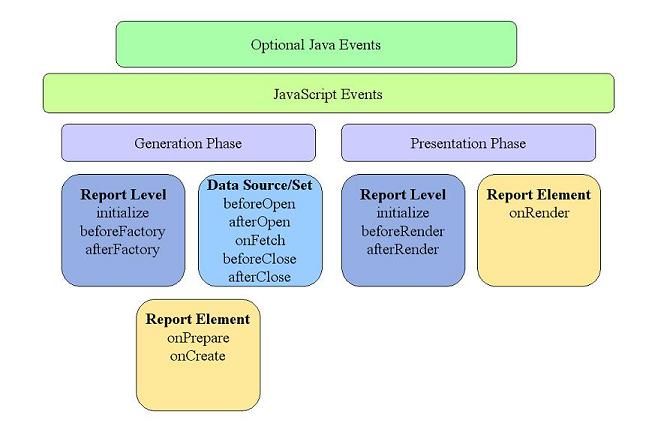 Optional Java Events
JavaScript Events
Generation Phase
Presentation Phase
Report Level
initialize
beforeFactory
afterFactory
Data Source/Set
beforeOpen
afterOpen
onFetch
beforeClose
afterClose
Report Level
initialize
beforeRender
afterRender
Report Element
onRender
Report Element
onPrepare
onCreate